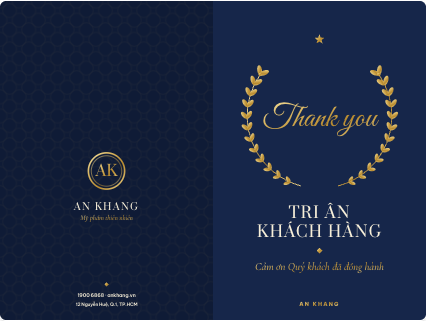 AK
AN KHANG
Mỹ phẩm thiên nhiên
1900 6868 · ankhang.vn
12 Nguyễn Huệ, Q.1, TP. HCM
Thank you
TRI ÂN
KHÁCH HÀNG
Cảm ơn Quý khách đã đồng hành
AN KHANG